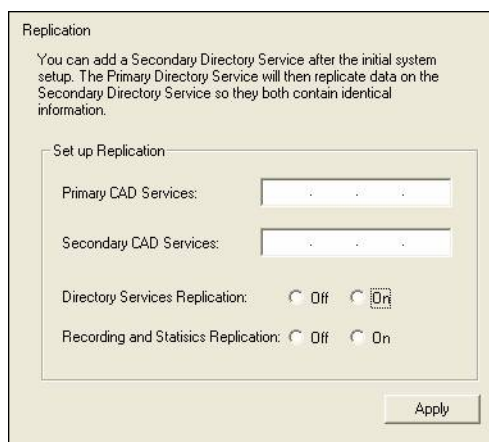 Replication
You can add a Secondary Directory Service after the initial system
setup. The Primary Directory Service will then replicate data on the
Secondary Directory Service so they both contain identical
information.
Set up Replication
Primary CAD Services:
Secondary CAD Services:
Directory Services Replication: Off On
Recording and Statisics Replication: Off On
Apply